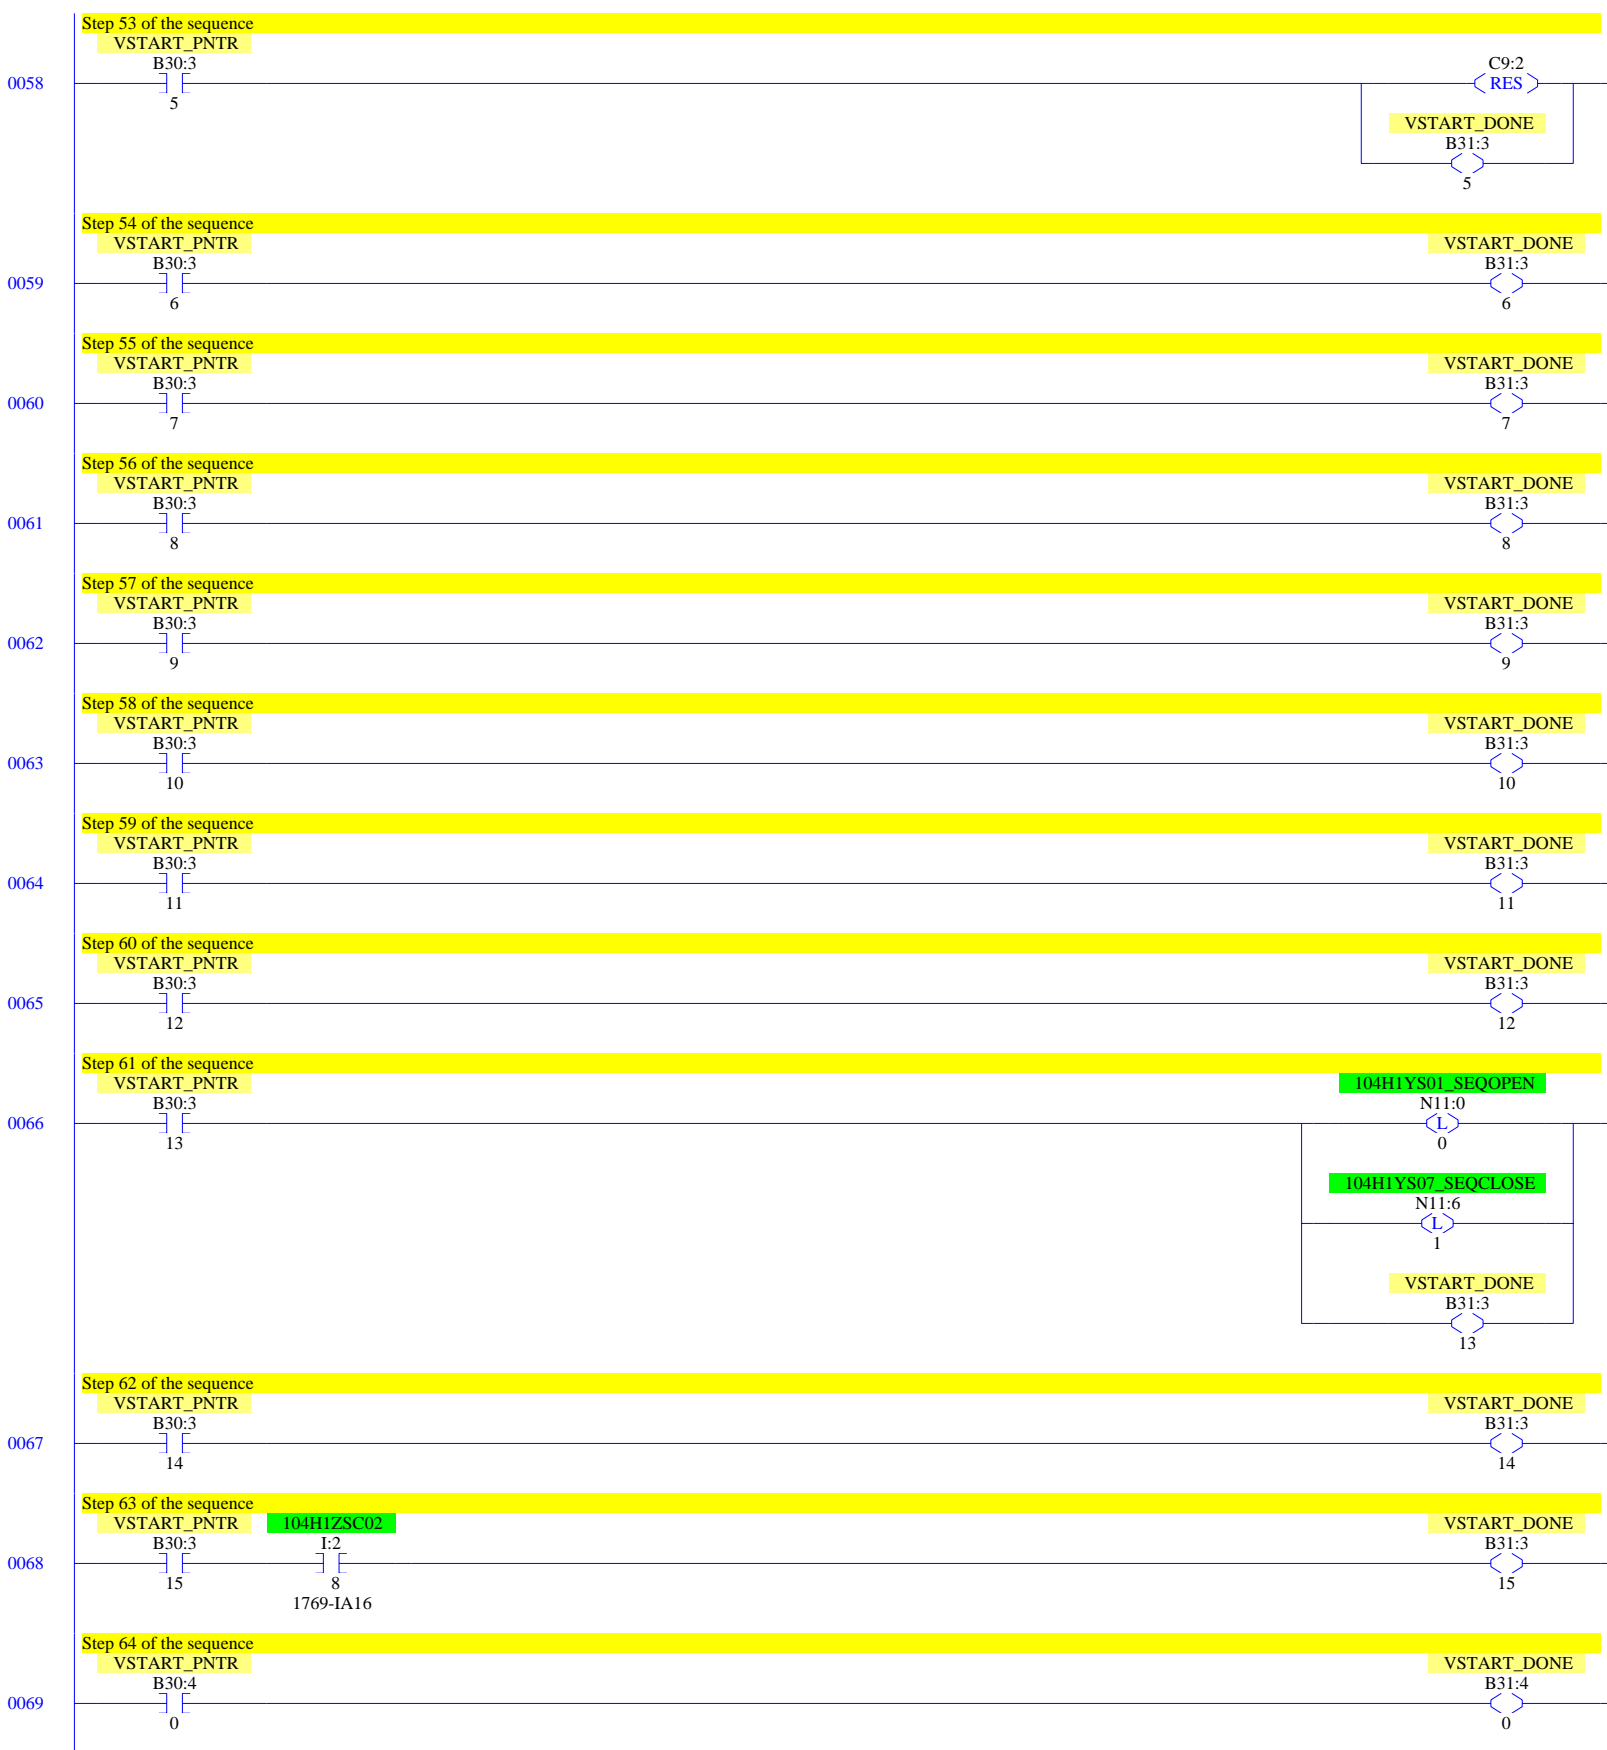 Step 53 of the sequence
VSTART_PNTR
B30:3
C9:2
0058
RES
5
VSTART_DONE
B31:3
5
Step 54 of the sequence
VSTART_PNTR VSTART_DONE
B30:3 B31:3
0059
6 6
Step 55 of the sequence
VSTART_PNTR VSTART_DONE
B30:3 B31:3
0060
7 7
Step 56 of the sequence
VSTART_PNTR VSTART_DONE
B30:3 B31:3
0061
8 8
Step 57 of the sequence
VSTART_PNTR VSTART_DONE
B30:3 B31:3
0062
9 9
Step 58 of the sequence
VSTART_PNTR VSTART_DONE
B30:3 B31:3
0063
10 10
Step 59 of the sequence
VSTART_PNTR VSTART_DONE
B30:3 B31:3
0064
11 11
Step 60 of the sequence
VSTART_PNTR VSTART_DONE
B30:3 B31:3
0065
12 12
Step 61 of the sequence
VSTART_PNTR 104H1YS01_SEQOPEN
B30:3 N11:0
0066 L
13 0
104H1YS07_SEQCLOSE
N11:6
L
1
VSTART_DONE
B31:3
13
Step 62 of the sequence
VSTART_PNTR VSTART_DONE
B30:3 B31:3
0067
14 14
Step 63 of the sequence
VSTART_PNTR 104H1ZSC02 VSTART_DONE
B30:3 I:2 B31:3
0068
15 8 15
1769-IA16
Step 64 of the sequence
VSTART_PNTR VSTART_DONE
B30:4 B31:4
0069
0 0